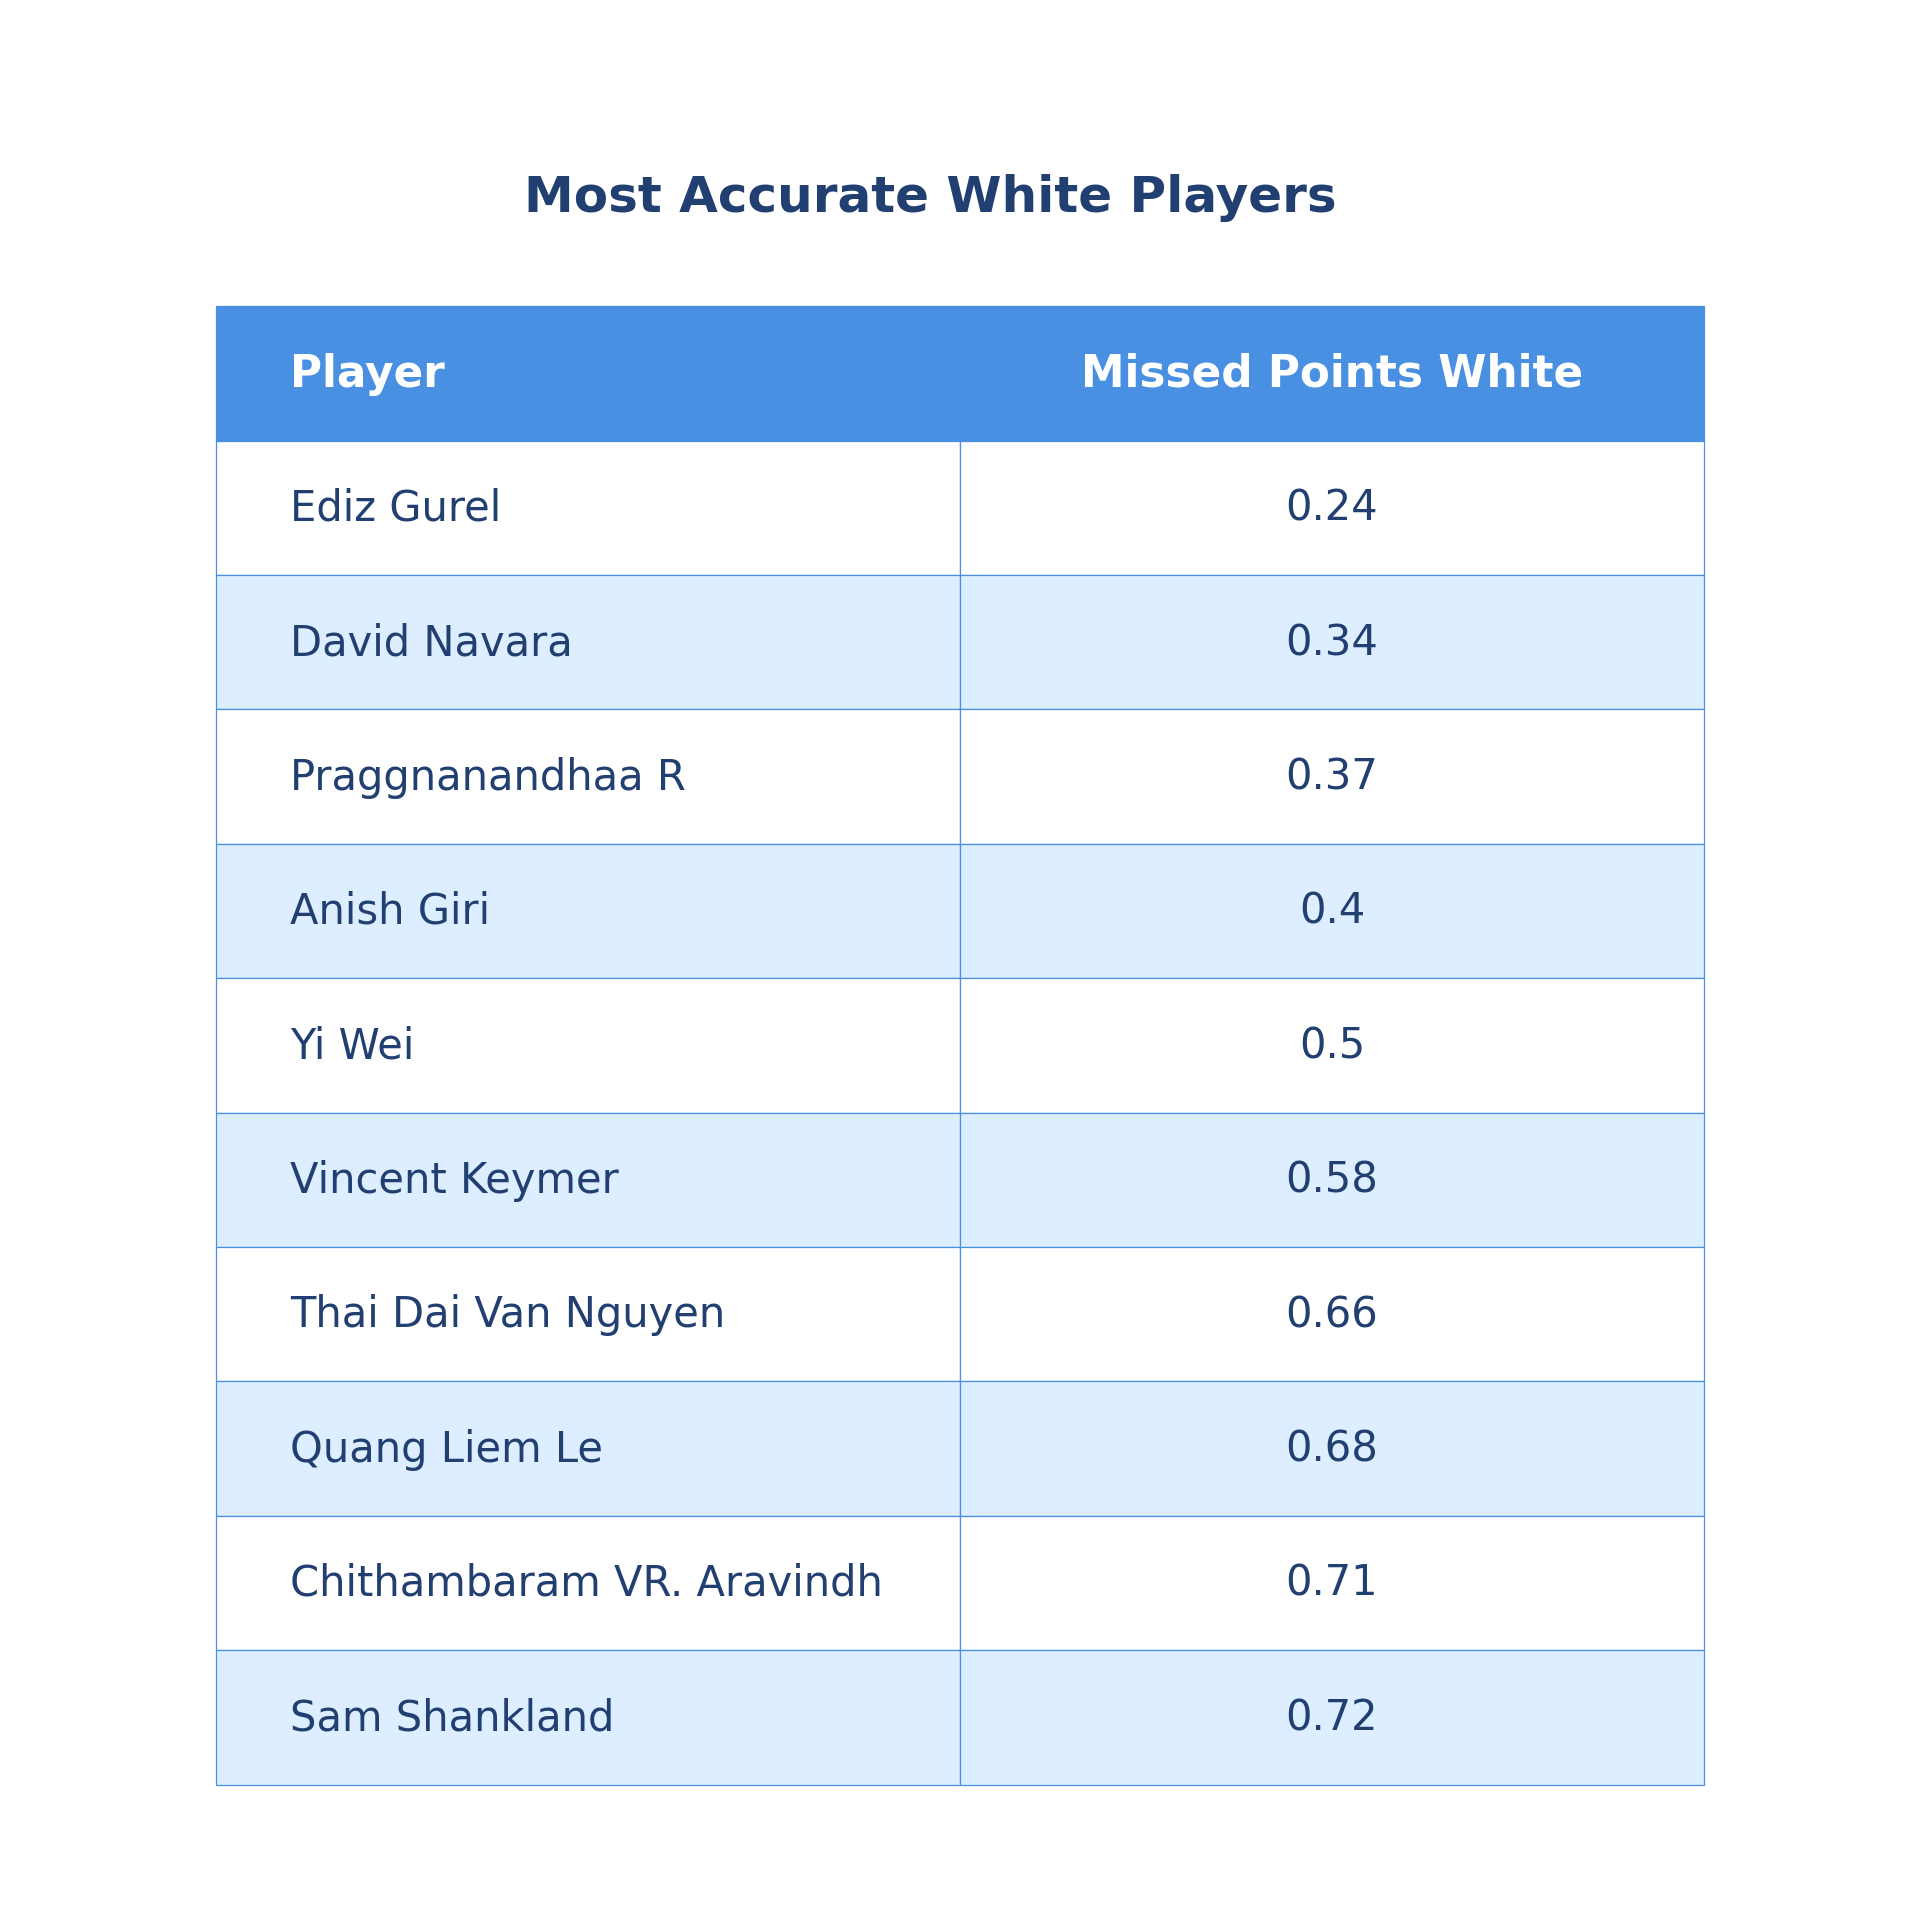 Most Accurate White Players
Player Missed Points White
Ediz Gurel 0.24
David Navara 0.34
Praggnanandhaa R 0.37
Anish Giri 0.4
Yi Wei 0.5
Vincent Keymer 0.58
Thai Dai Van Nguyen 0.66
Quang Liem Le 0.68
Chithambaram VR. Aravindh 0.71
Sam Shankland 0.72